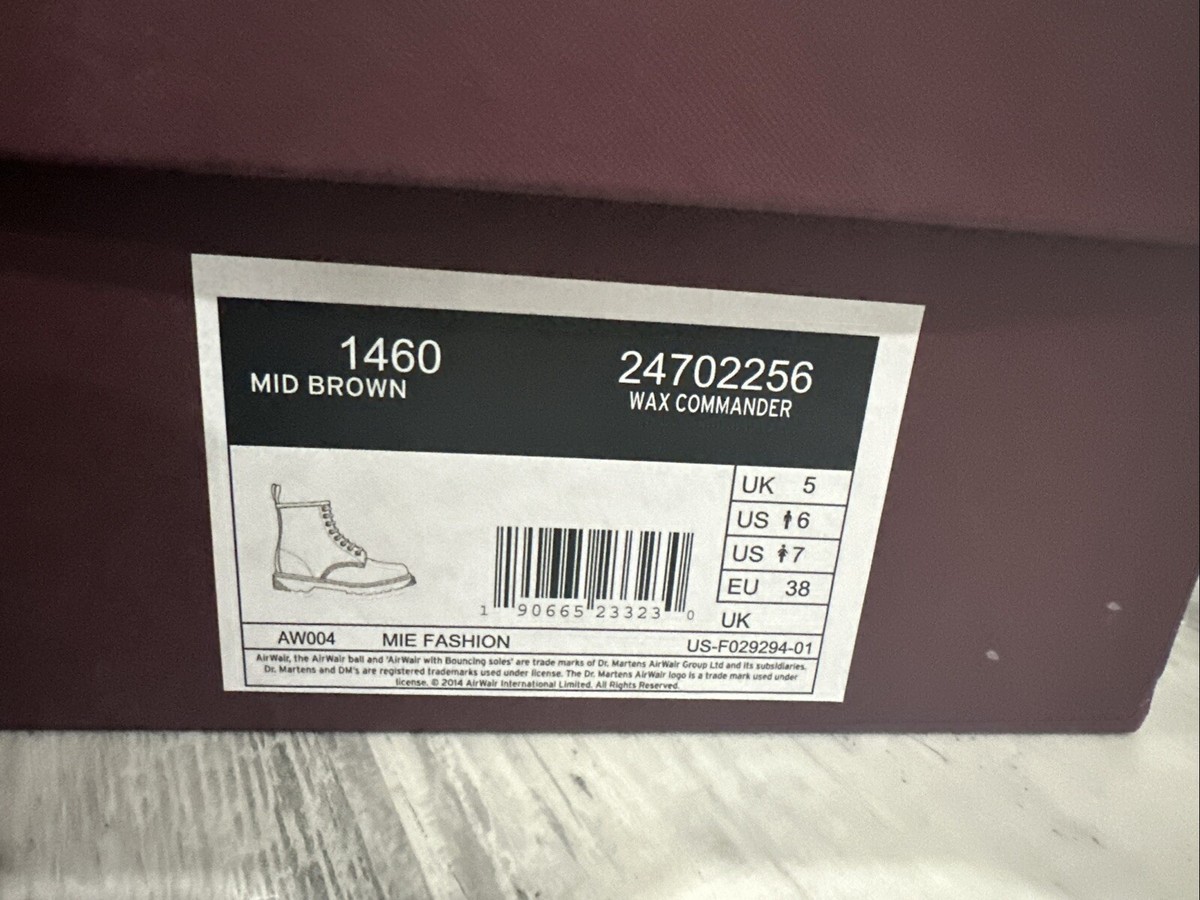 1460
MID BROWN
24702256
WAX COMMANDER
UK 5
US 6
US 7
EU 38
UK
1 90665 23323 0
AW004 MIE FASHION US-F029294-01
AirWair, the AirWair ball and 'AirWair with Bouncing soles' are trade marks of Dr. Martens AirWair Group Ltd and its subsidiaries.
Dr. Martens and DM's are registered trademarks used under license. The Dr. Martens AirWair logo is a trade mark used under
license. © 2014 AirWair International Limited. All Rights Reserved.